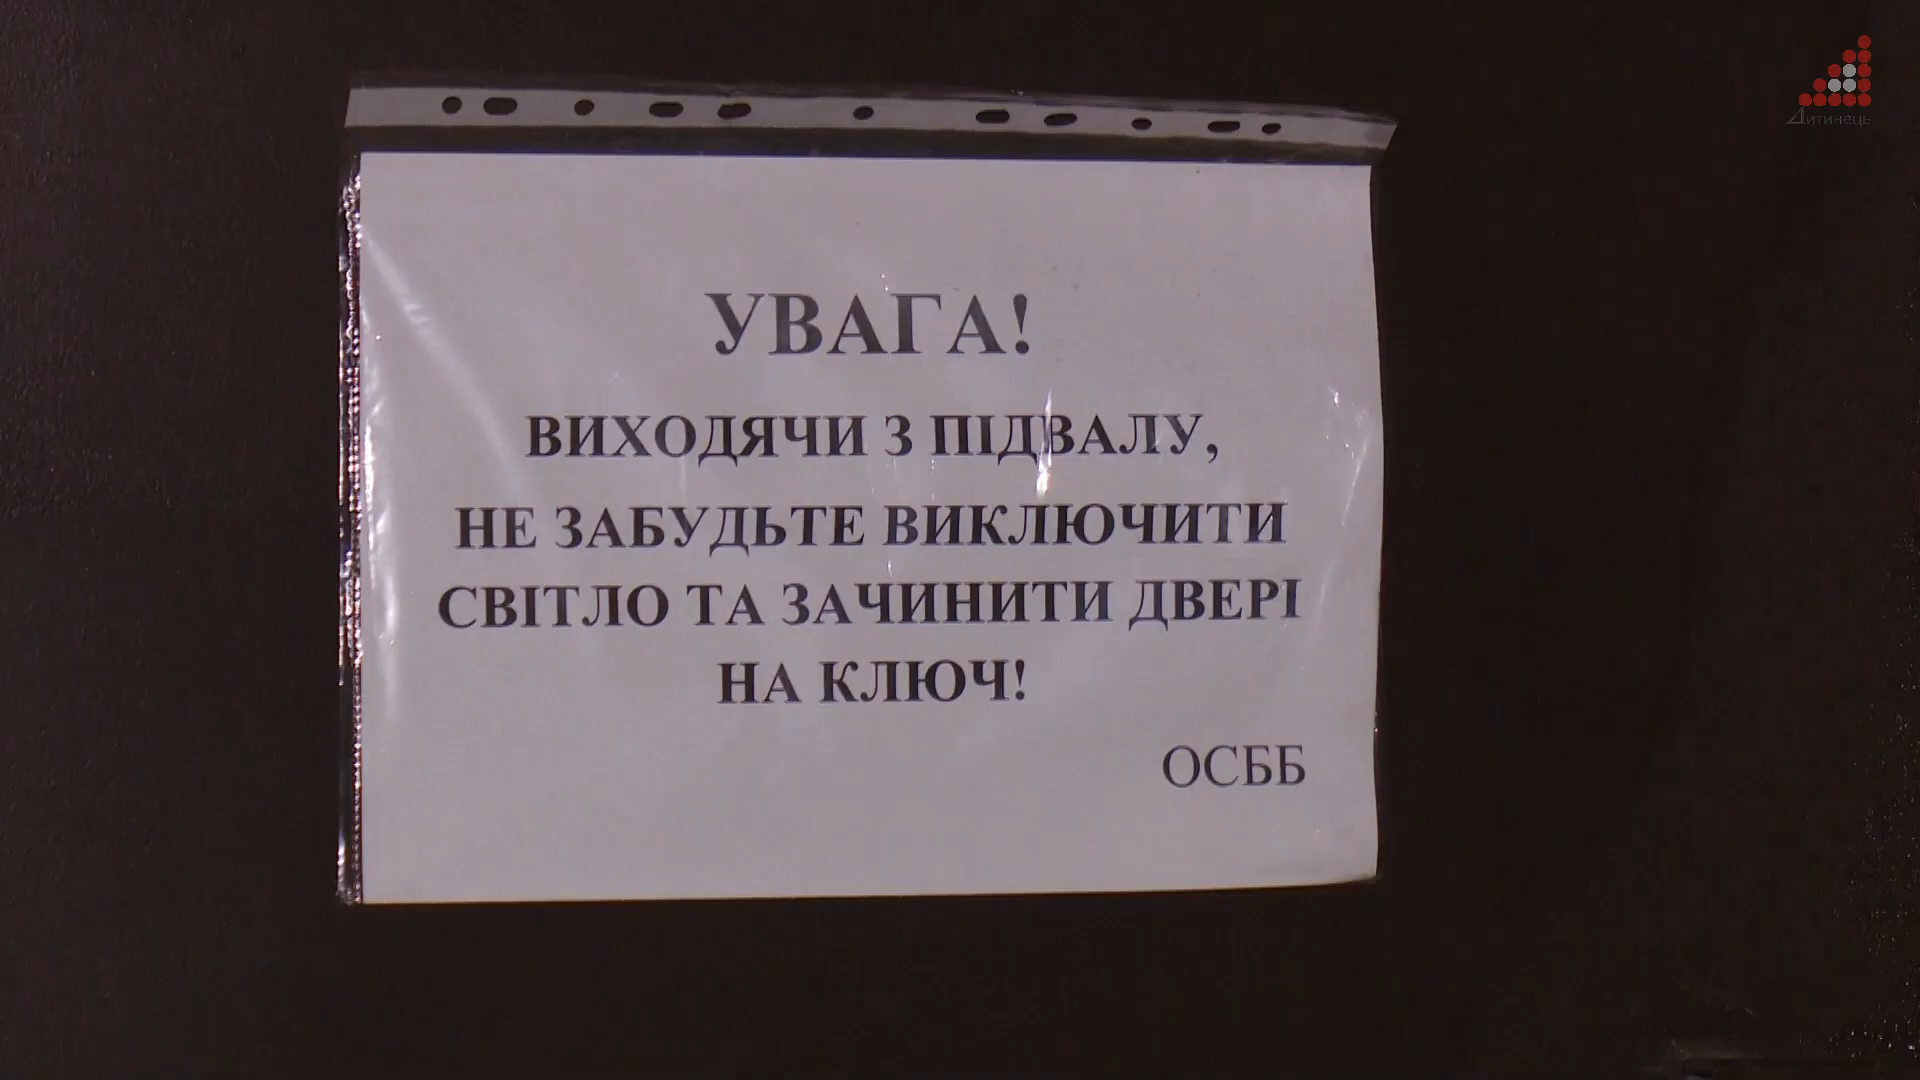 Дитинець
УВАГА!
ВИХОДЯЧИ З ПІДВАЛУ,
НЕ ЗАБУДЬТЕ ВИКЛЮЧИТИ
СВІТЛО ТА ЗАЧИНИТИ ДВЕРІ
НА КЛЮЧ!
ОСББ